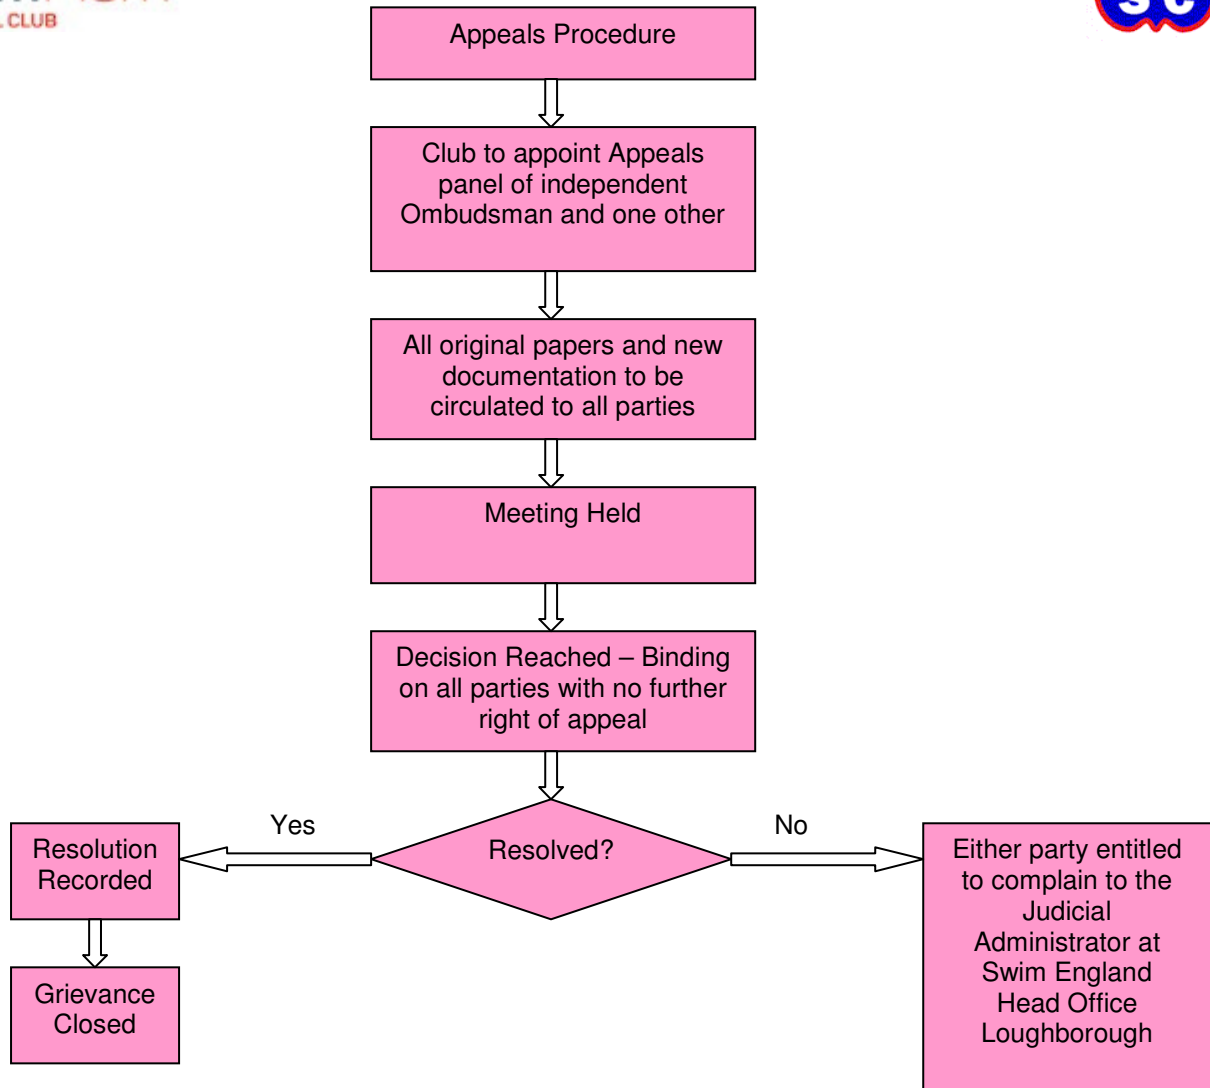 CLUB
SC
Appeals Procedure
Club to appoint Appeals
panel of independent
Ombudsman and one other
All original papers and new
documentation to be
circulated to all parties
Meeting Held
Decision Reached – Binding
on all parties with no further
right of appeal
Yes
Resolved?
No
Resolution
Recorded
Either party entitled
to complain to the
Judicial
Administrator at
Swim England
Head Office
Loughborough
Grievance
Closed